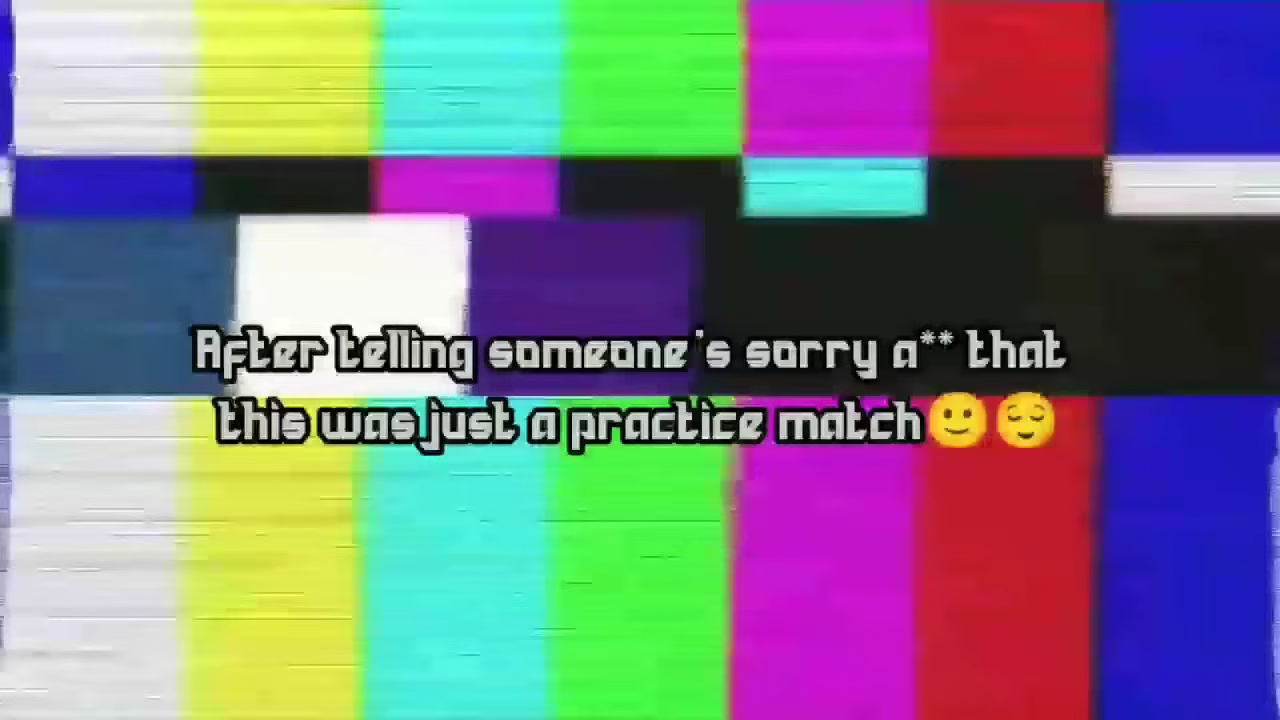 After telling someone's sorry a** that
this was just a practice match🙂😌